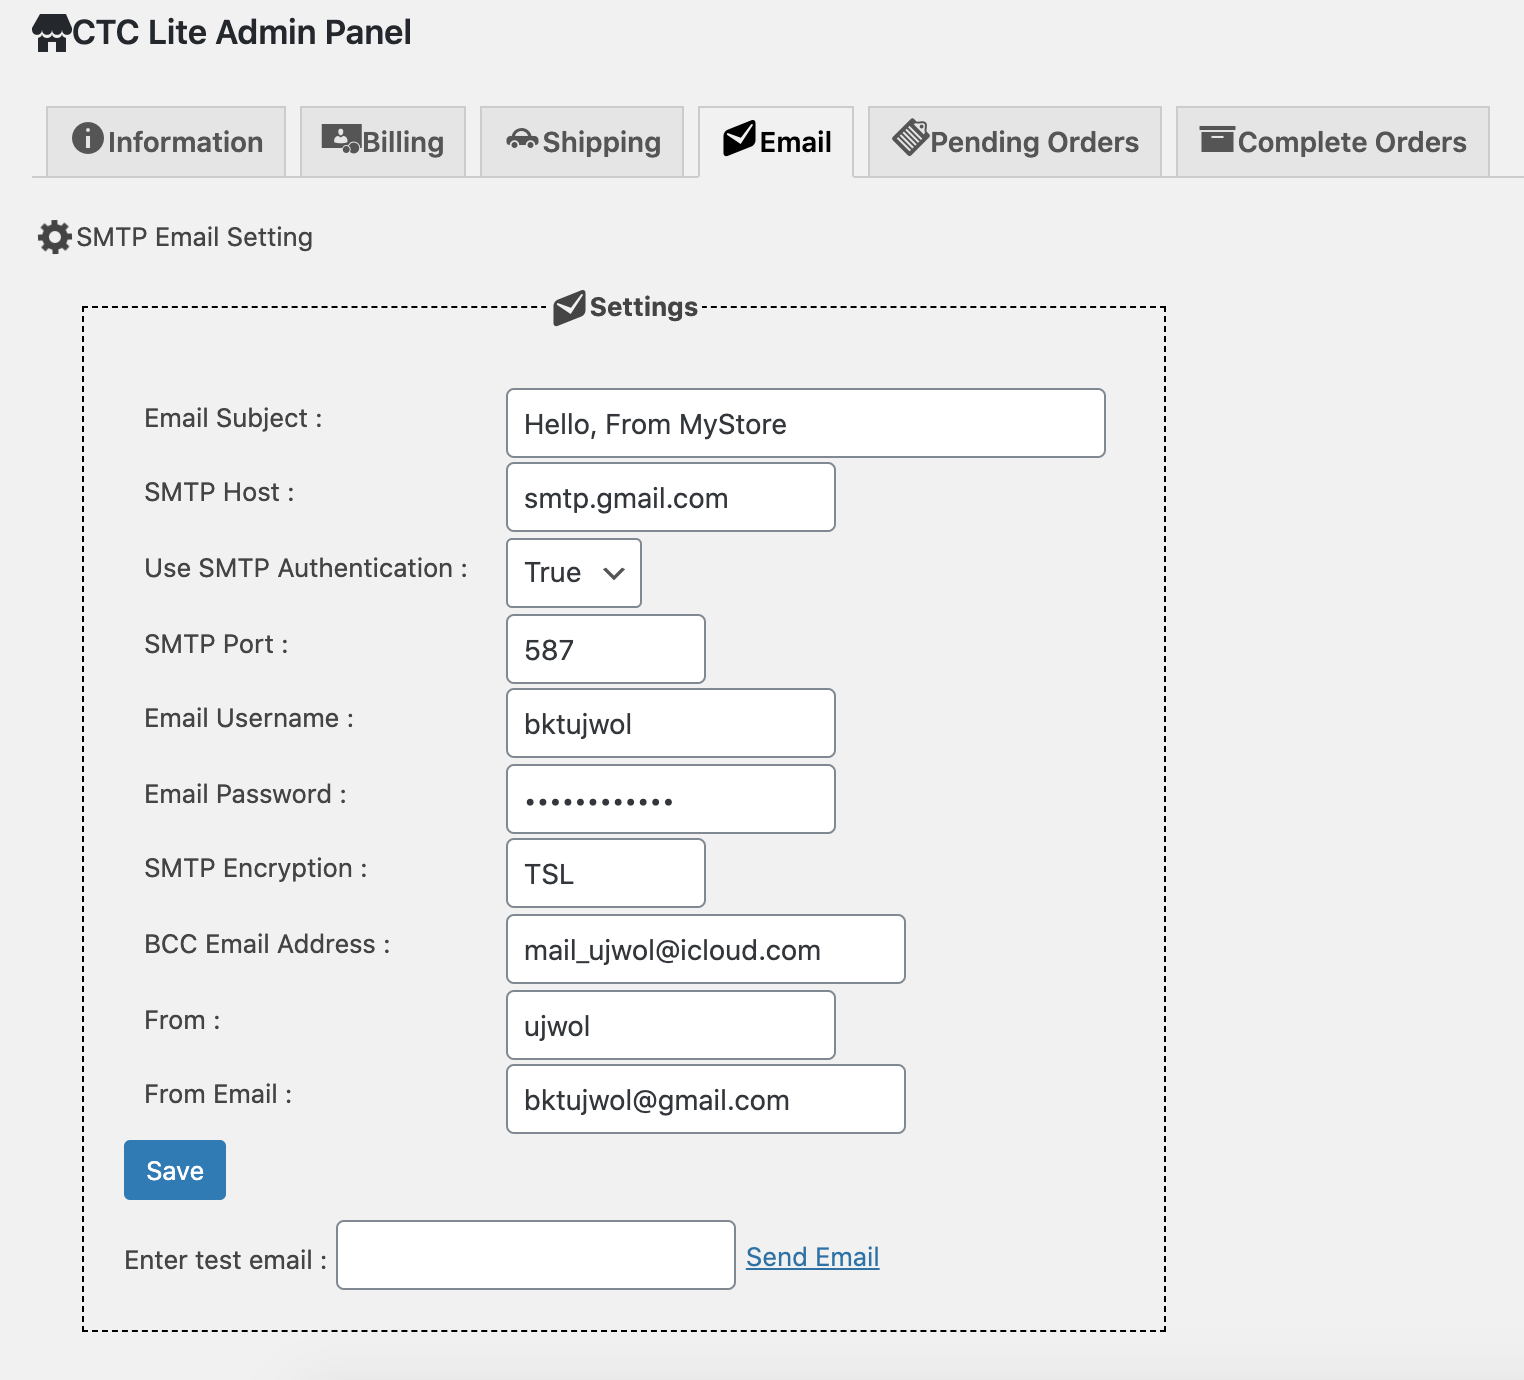 CTC Lite Admin Panel
Information Billing Shipping Email Pending Orders Complete Orders
SMTP Email Setting
Settings
Email Subject : Hello, From MyStore
SMTP Host : smtp.gmail.com
Use SMTP Authentication : True
SMTP Port : 587
Email Username : bktujwol
Email Password : ••••••••••••
SMTP Encryption : TSL
BCC Email Address : mail_ujwol@icloud.com
From : ujwol
From Email : bktujwol@gmail.com
Save
Enter test email : Send Email